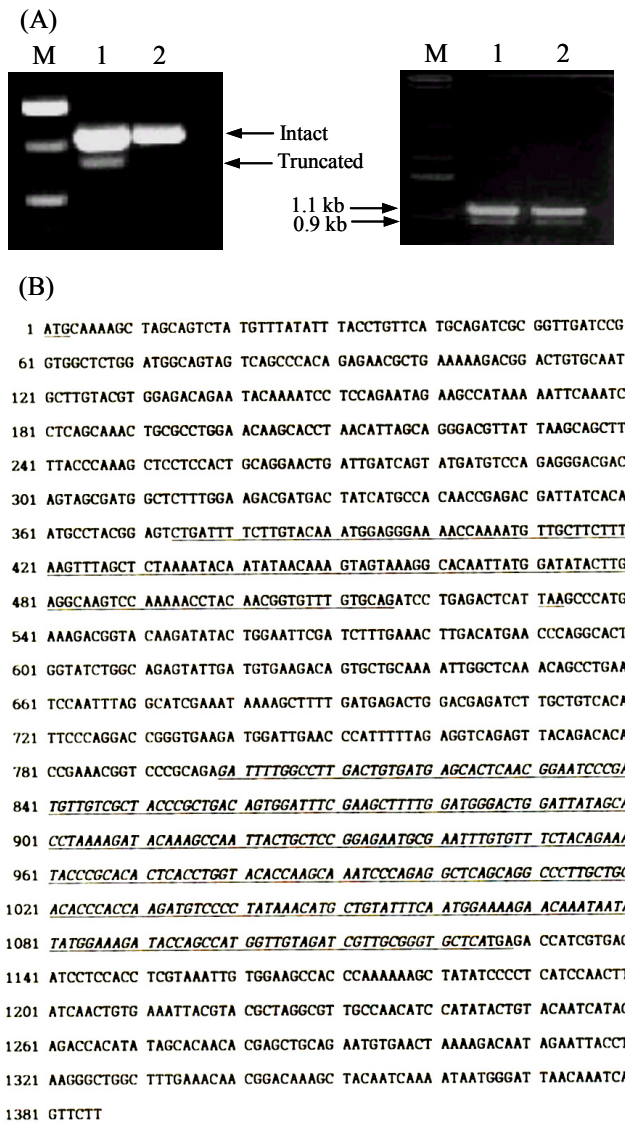 (A)
M 1 2
M 1 2
Intact
Truncated
1.1 kb
0.9 kb
(B)
1 ATGCAAAAGC TAGCAGTCTA TGTTTATATT TACCTGTTCA TGCAGATCGC GGTTGATCCG
61 GTGGCTCTGG ATGGCAGTAG TCAGCCCACA GAGAACGCTG AAAAAGACGG ACTGTGCAAT
121 GCTTGTACGT GGAGACAGAA TACAAAATCC TCCAGAATAG AAGCCATAAA AATTCAAATC
181 CTCAGCAAAC TGCGCCTGGA ACAAGCACCT AACATTAGCA GGGACGTTAT TAAGCAGCTT
241 TTACCCAAAG CTCCTCCACT GCAGGAACTG ATTGATCAGT ATGATGTCCA GAGGGACGAC
301 AGTAGCGATG GCTCTTTGGA AGACGATGAC TATCATGCCA CAACCGAGAC GATTATCACA
361 ATGCCTACGG AGTCTGATTT TCTTGTACAA ATGGAGGGAA AACCAAAATG TTGCTTCTTT
421 AAGTTTAGCT CTAAAATACA ATATAACAAA GTAGTAAAGG CACAATTATG GATATACTTG
481 AGGCAAGTCC AAAAACCTAC AACGGTGTTT GTGCAGATCC TGAGACTCAT TAAGCCCATG
541 AAAGACGGTA CAAGATATAC TGGAATTCGA TCTTTGAAAC TTGACATGAA CCCAGGCACT
601 GGTATCTGGC AGAGTATTGA TGTGAAGACA GTGCTGCAAA ATTGGCTCAA ACAGCCTGAA
661 TCCAATTTAG GCATCGAAAT AAAAGCTTTT GATGAGACTG GACGAGATCT TGCTGTCACA
721 TTCCCAGGAC CGGGTGAAGA TGGATTGAAC CCATTTTTAG AGGTCAGAGT TACAGACACA
781 CCGAAACGGT CCCGCAGAGA TTTTGGCCTT GACTGTGATG AGCACTCAAC GGAATCCCGA
841 TGTTGTCGCT ACCCGCTGAC AGTGGATTTC GAAGCTTTTG GATGGGACTG GATTATAGCA
901 CCTAAAAGAT ACAAAGCCAA TTACTGCTCC GGAGAATGCG AATTTGTGTT TCTACAGAAA
961 TACCCGCACA CTCACCTGGT ACACCAAGCA AATCCCAGAG GCTCAGCAGG CCCTTGCTGC
1021 ACACCCACCA AGATGTCCCC TATAAACATG CTGTATTTCA ATGGAAAAGA ACAAATAATA
1081 TATGGAAAGA TACCAGCCAT GGTTGTAGAT CGTTGCGGGT GCTCATGAGA CCATCGTGAG
1141 ATCCTCCACC TCGTAAATTG TGGAAGCCAC CCAAAAAAGC TATATCCCCT CATCCAACTT
1201 ATCAACTGTG AAATTACGTA CGCTAGGCGT TGCCAACATC CATATACTGT ACAATCATAG
1261 AGACCACATA TAGCACAACA CGAGCTGCAG AATGTGAACT AAAAGACAAT AGAATTACCT
1321 AAGGGCTGGC TTTGAAACAA CGGACAAAGC TACAATCAAA ATAATGGGAT TAACAAATCA
1381 GTTCTT